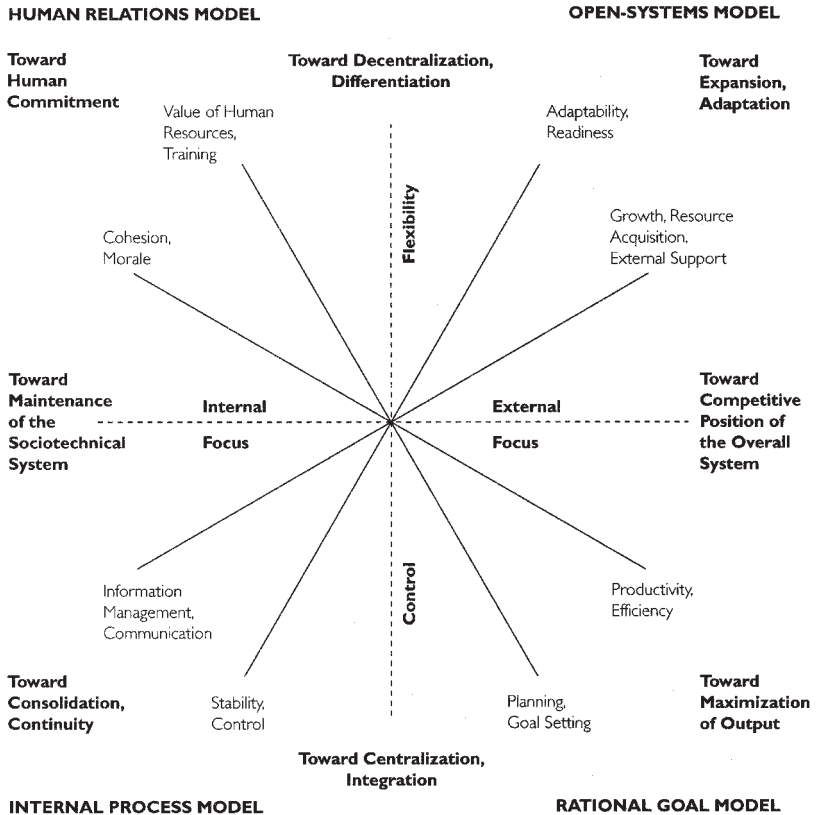 HUMAN RELATIONS MODEL
OPEN-SYSTEMS MODEL
Toward
Human
Commitment
Toward Decentralization,
Differentiation
Toward
Expansion,
Adaptation
Value of Human
Resources,
Training
Adaptability,
Readiness
Cohesion,
Morale
Flexibility
Growth, Resource
Acquisition,
External Support
Toward
Maintenance
of the
Sociotechnical
System
Internal
Focus
External
Focus
Toward
Competitive
Position of
the Overall
System
Information
Management,
Communication
Control
Productivity,
Efficiency
Toward
Consolidation,
Continuity
Stability,
Control
Planning,
Goal Setting
Toward
Maximization
of Output
Toward Centralization,
Integration
INTERNAL PROCESS MODEL
RATIONAL GOAL MODEL